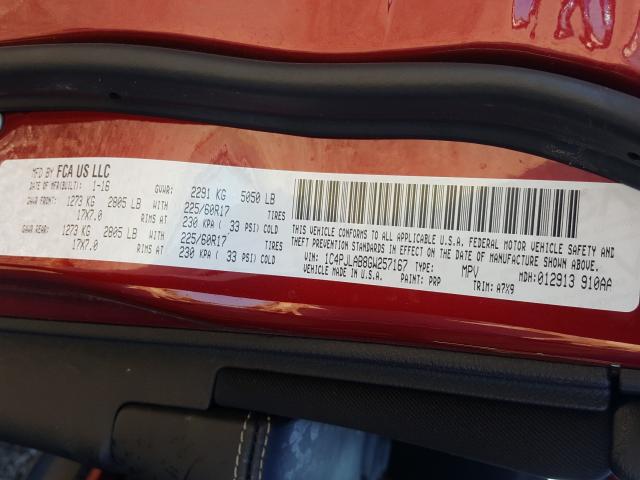 MFD BY FCA US LLC
DATE OF MFR(BUILT): 1-16 GVWR: 2291 KG 5050 LB
GAWR FRONT: 1273 KG 2805 LB WITH 225/60R17 TIRES
17X7.0 RIMS AT 230 KPA ( 33 PSI) COLD
GAWR REAR: 1273 KG 2805 LB WITH 225/60R17 TIRES
17X7.0 RIMS AT 230 KPA ( 33 PSI) COLD
THIS VEHICLE CONFORMS TO ALL APPLICABLE U.S.A. FEDERAL MOTOR VEHICLE SAFETY AND
THEFT PREVENTION STANDARDS IN EFFECT ON THE DATE OF MANUFACTURE SHOWN ABOVE.
VIN: 1C4PJLAB8GW257167 TYPE: MPV MDH: 012913 910AA
VEHICLE MADE IN U.S.A. PAINT: PRP TRIM: A7X9